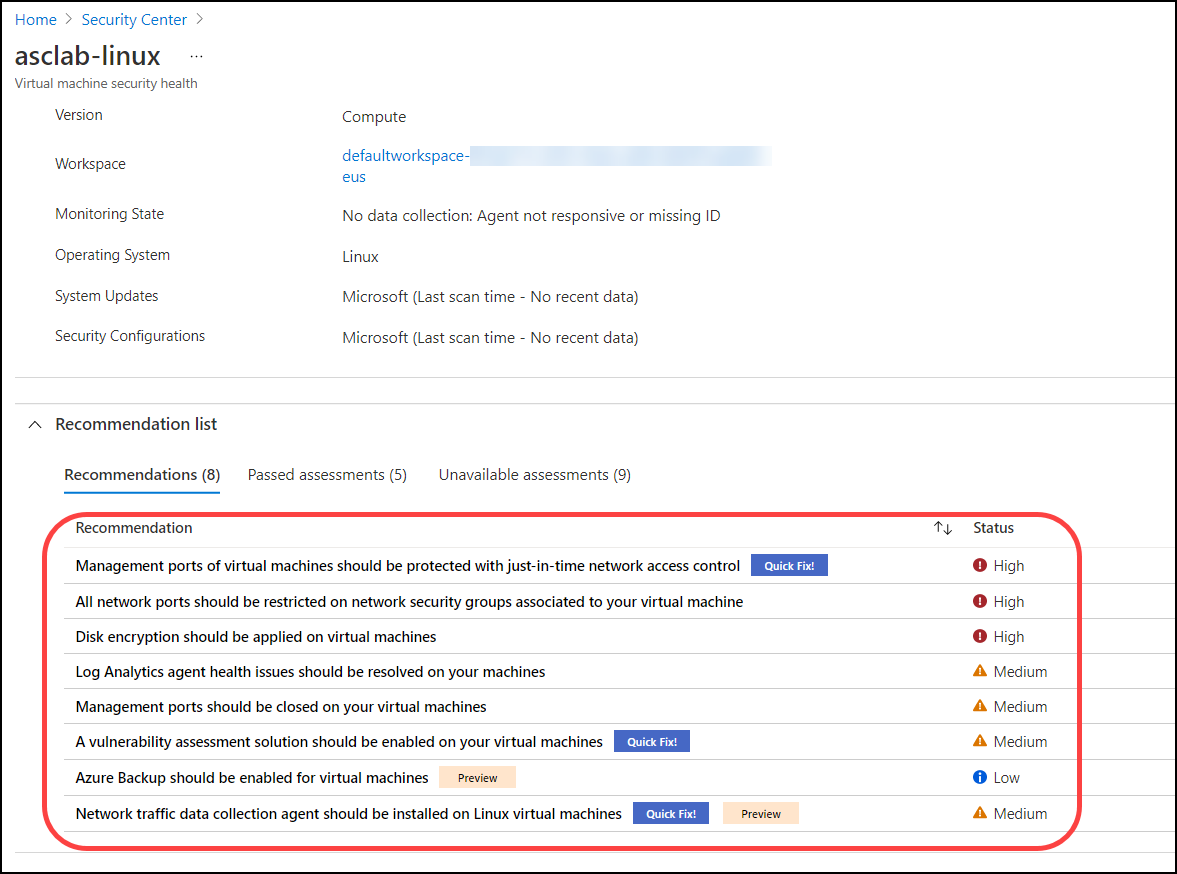 Home > Security Center >
asclab-linux ...
Virtual machine security health
Version Compute
Workspace defaultworkspace-
eus
Monitoring State No data collection: Agent not responsive or missing ID
Operating System Linux
System Updates Microsoft (Last scan time - No recent data)
Security Configurations Microsoft (Last scan time - No recent data)
Recommendation list
Recommendations (8) Passed assessments (5) Unavailable assessments (9)
Recommendation ↑↓ Status
Management ports of virtual machines should be protected with just-in-time network access control Quick Fix! High
All network ports should be restricted on network security groups associated to your virtual machine High
Disk encryption should be applied on virtual machines High
Log Analytics agent health issues should be resolved on your machines Medium
Management ports should be closed on your virtual machines Medium
A vulnerability assessment solution should be enabled on your virtual machines Quick Fix! Medium
Azure Backup should be enabled for virtual machines Preview Low
Network traffic data collection agent should be installed on Linux virtual machines Quick Fix! Preview Medium